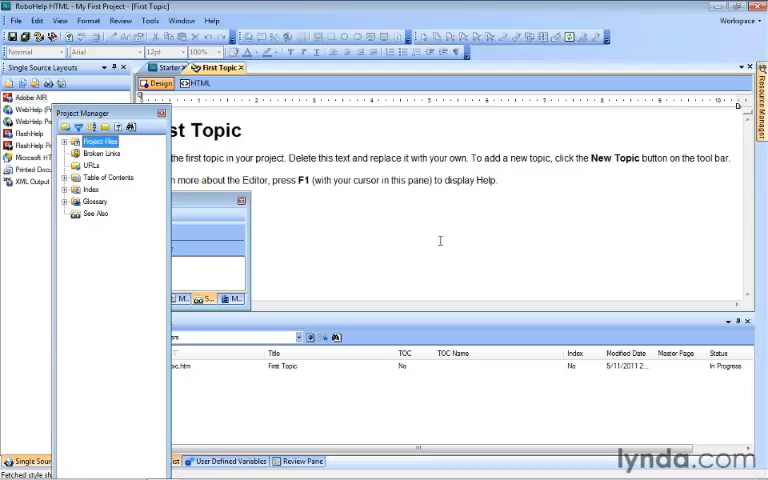 RoboHelp HTML - My First Project - [First Topic]
File Edit View Format Review Tools Window Help
Workspace
Normal Arial 12pt 100%
Single Source Layouts
Starter First Topic
Design HTML
Adobe AIR
WebHelp
WebHelp P
FlashHelp
FlashHelp P
Microsoft H
Printed Docu
XML Output
Project Manager
Project Files
Broken Links
URLs
Table of Contents
Index
Glossary
See Also
st Topic
the first topic in your project. Delete this text and replace it with your own. To add a new topic, click the New Topic button on the tool bar.
n more about the Editor, press F1 (with your cursor in this pane) to display Help.
Resource Manager
M.. S... M..
Title TOC TOC Name Index Modified Date Master Page Status
pic.htm First Topic No No 5/11/2011 2:... In Progress
Single Sour ist User Defined Variables Review Pane
Fetched style sh
lynda.com